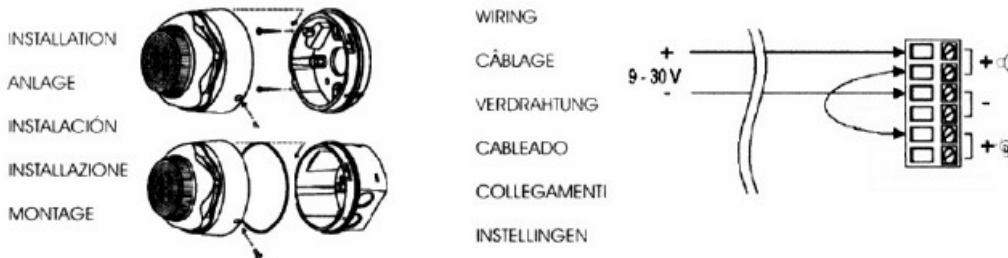 INSTALLATION
ANLAGE
INSTALACIÓN
INSTALLAZIONE
MONTAGE
WIRING
CÂBLAGE
VERDRAHTUNG
CABLEADO
COLLEGAMENTI
INSTELLINGEN
+
9 - 30 V
-
+
-
+